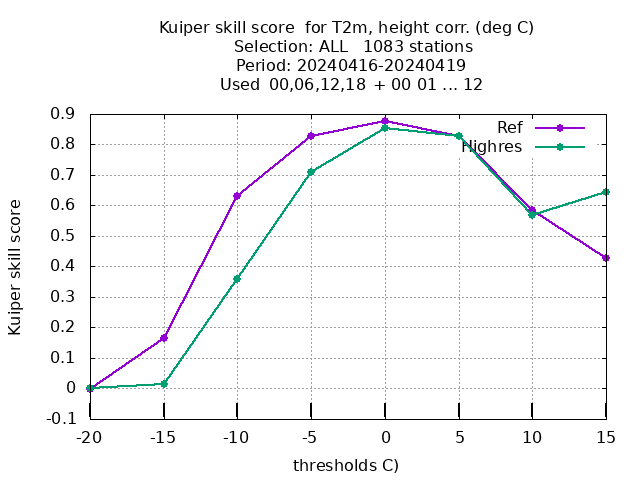 Kuiper skill score  for T2m, height corr. (deg C)
Selection: ALL   1083 stations
Period: 20240416-20240419
Used  00,06,12,18  + 00 01 ... 12
Ref
Highres
0.9
0.8
0.7
0.6
0.5
0.4
0.3
0.2
0.1
0
-0.1
Kuiper skill score
-20 -15 -10 -5 0 5 10 15
thresholds C)